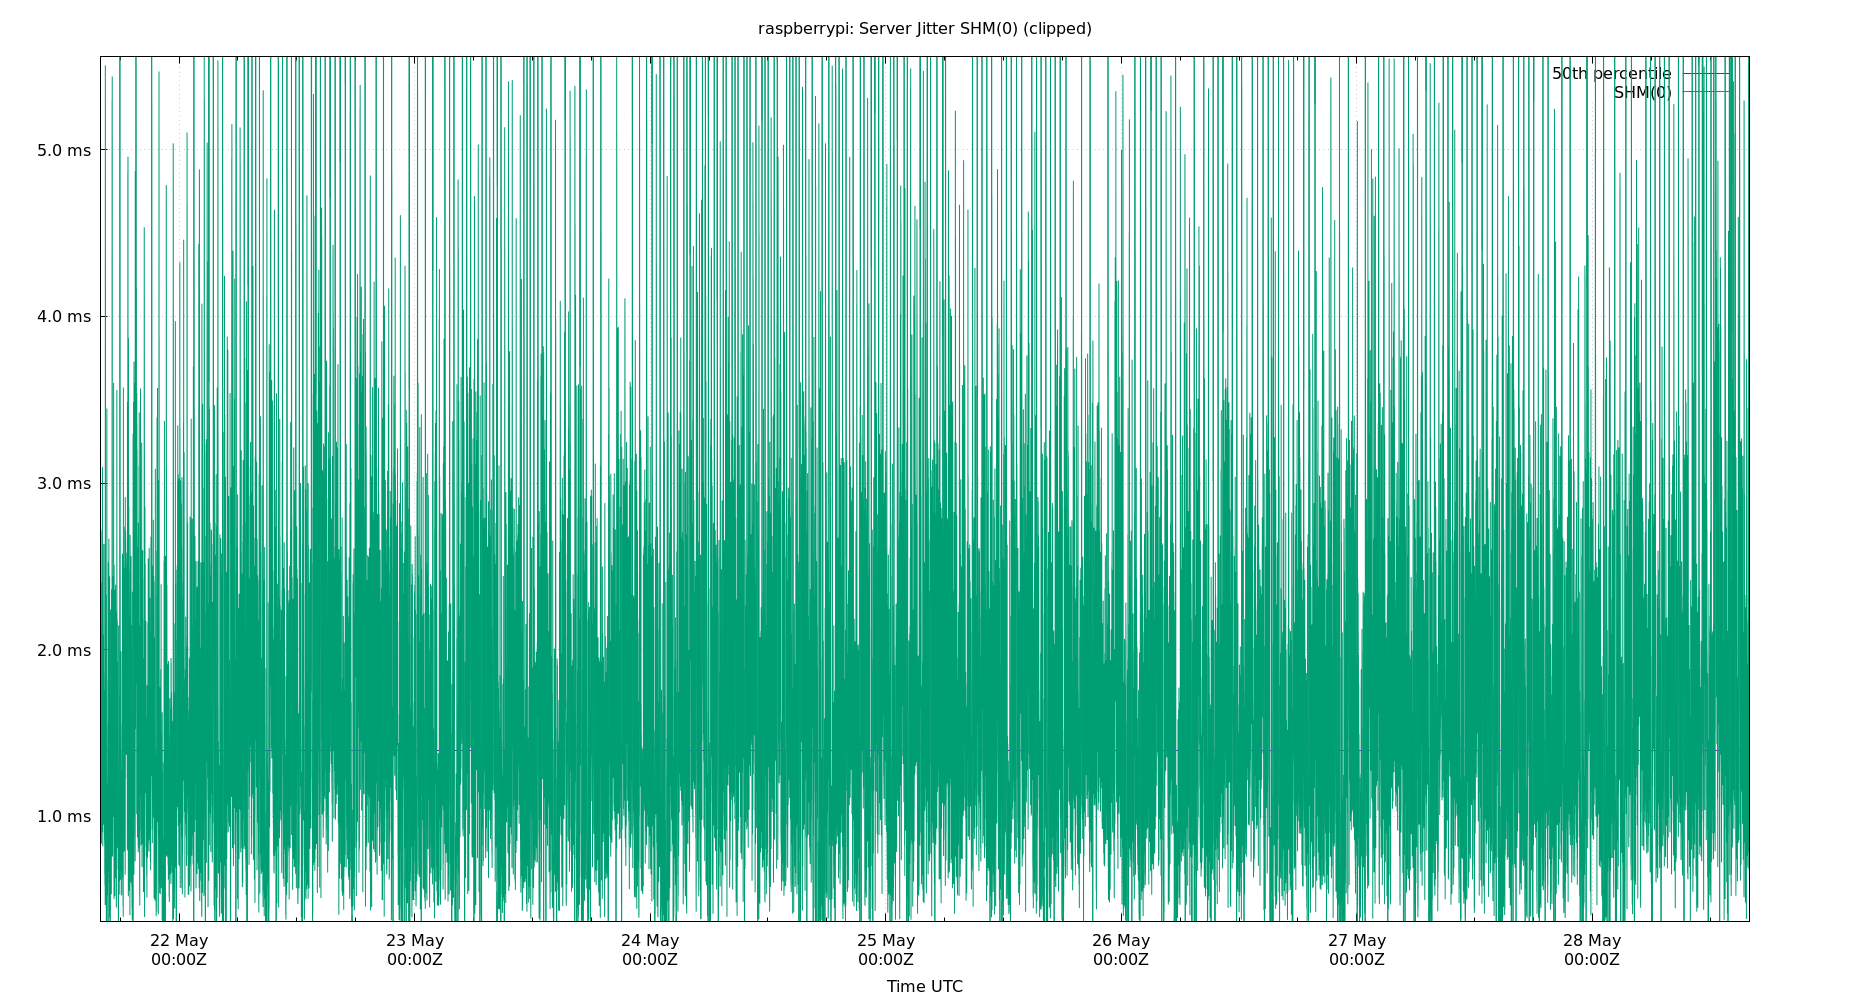 raspberrypi: Server Jitter SHM(0) (clipped)
50th percentile
SHM(0)
5.0 ms
4.0 ms
3.0 ms
2.0 ms
1.0 ms
22 May 23 May 24 May 25 May 26 May 27 May 28 May
00:00Z 00:00Z 00:00Z 00:00Z 00:00Z 00:00Z 00:00Z
Time UTC